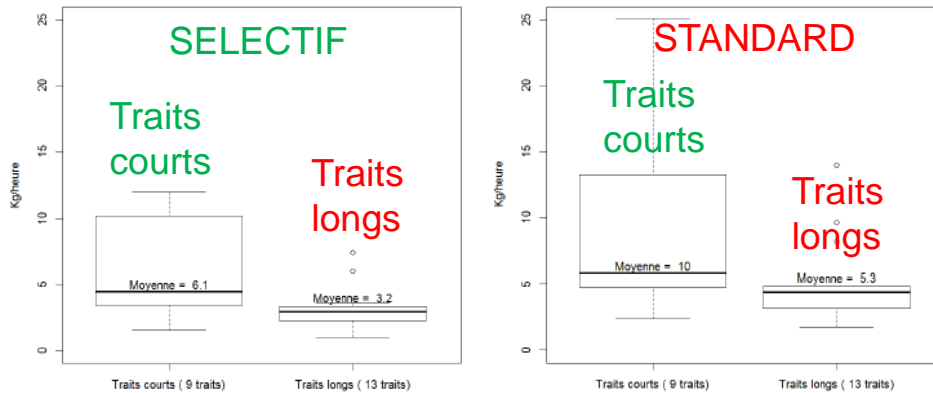 SELECTIF
Traits
courts
Traits
longs
Kg/heure
25
20
15
10
5
0
Moyenne = 6.1
Moyenne = 3.2
Traits courts ( 9 traits)
Traits longs ( 13 traits)
STANDARD
Traits
courts
Traits
longs
Kg/heure
25
20
15
10
5
0
Moyenne = 10
Moyenne = 5.3
Traits courts ( 9 traits)
Traits longs ( 13 traits)